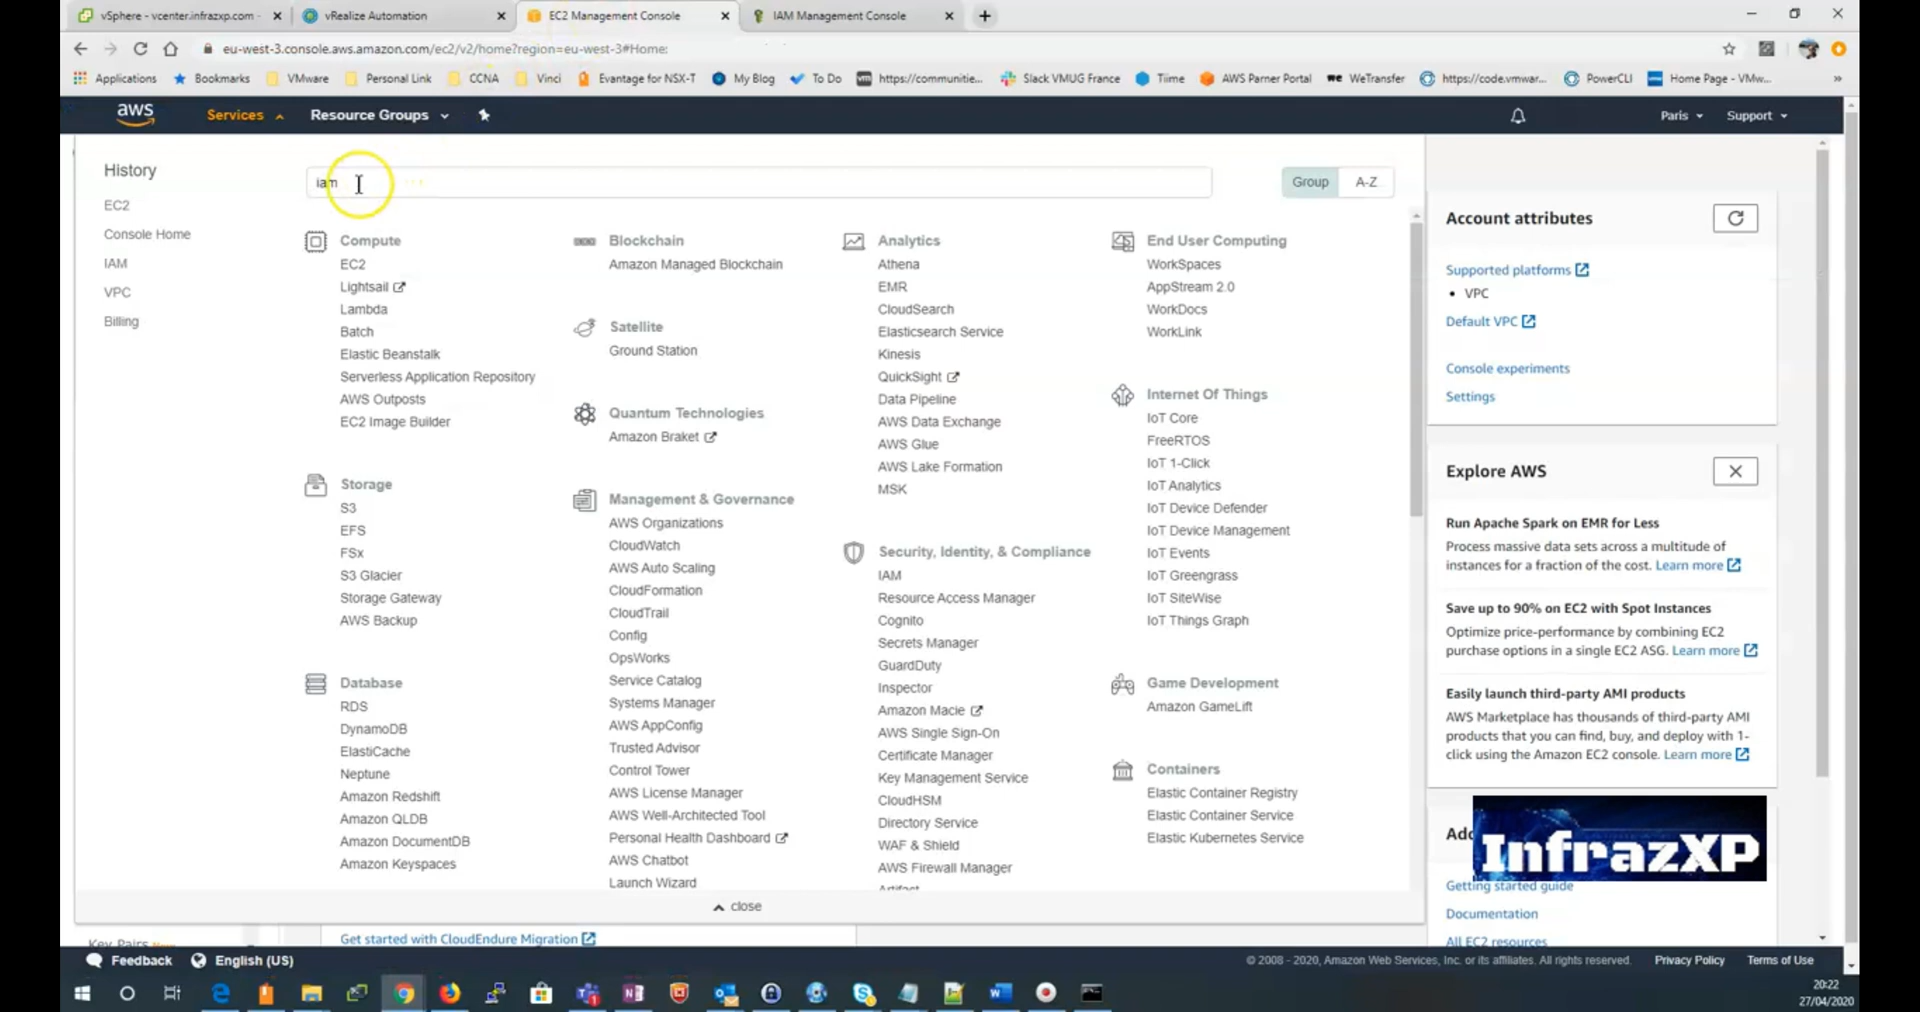 vSphere - vcenter.infrazxp.com -
vRealize Automation
EC2 Management Console
IAM Management Console
eu-west-3.console.aws.amazon.com/ec2/v2/home?region=eu-west-3#Home:
Applications
Bookmarks
VMware
Personal Link
CCNA
Vinci
Evantage for NSX-T
My Blog
To Do
https://communitie...
Slack VMUG France
Tiime
AWS Parner Portal
WeTransfer
https://code.vmwar...
PowerCLI
Home Page - VMw...
aws
Services
Resource Groups
Paris
Support
History
EC2
Console Home
IAM
VPC
Billing
iam
Group
A-Z
Compute
EC2
Lightsail
Lambda
Batch
Elastic Beanstalk
Serverless Application Repository
AWS Outposts
EC2 Image Builder
Storage
S3
EFS
FSx
S3 Glacier
Storage Gateway
AWS Backup
Database
RDS
DynamoDB
ElastiCache
Neptune
Amazon Redshift
Amazon QLDB
Amazon DocumentDB
Amazon Keyspaces
Blockchain
Amazon Managed Blockchain
Satellite
Ground Station
Quantum Technologies
Amazon Braket
Management & Governance
AWS Organizations
CloudWatch
AWS Auto Scaling
CloudFormation
CloudTrail
Config
OpsWorks
Service Catalog
Systems Manager
AWS AppConfig
Trusted Advisor
Control Tower
AWS License Manager
AWS Well-Architected Tool
Personal Health Dashboard
AWS Chatbot
Launch Wizard
Analytics
Athena
EMR
CloudSearch
Elasticsearch Service
Kinesis
QuickSight
Data Pipeline
AWS Data Exchange
AWS Glue
AWS Lake Formation
MSK
Security, Identity, & Compliance
IAM
Resource Access Manager
Cognito
Secrets Manager
GuardDuty
Inspector
Amazon Macie
AWS Single Sign-On
Certificate Manager
Key Management Service
CloudHSM
Directory Service
WAF & Shield
AWS Firewall Manager
Artifact
End User Computing
WorkSpaces
AppStream 2.0
WorkDocs
WorkLink
Internet Of Things
IoT Core
FreeRTOS
IoT 1-Click
IoT Analytics
IoT Device Defender
IoT Device Management
IoT Events
IoT Greengrass
IoT SiteWise
IoT Things Graph
Game Development
Amazon GameLift
Containers
Elastic Container Registry
Elastic Container Service
Elastic Kubernetes Service
close
Account attributes
Supported platforms
• VPC
Default VPC
Console experiments
Settings
Explore AWS
Run Apache Spark on EMR for Less
Process massive data sets across a multitude of
instances for a fraction of the cost. Learn more
Save up to 90% on EC2 with Spot Instances
Optimize price-performance by combining EC2
purchase options in a single EC2 ASG. Learn more
Easily launch third-party AMI products
AWS Marketplace has thousands of third-party AMI
products that you can find, buy, and deploy with 1-
click using the Amazon EC2 console. Learn more
InfrazXP
Getting started guide
Documentation
All EC2 resources
Key Pairs New
Get started with CloudEndure Migration
Feedback
English (US)
© 2008 - 2020, Amazon Web Services, Inc. or its affiliates. All rights reserved.
Privacy Policy
Terms of Use
20:22
27/04/2020